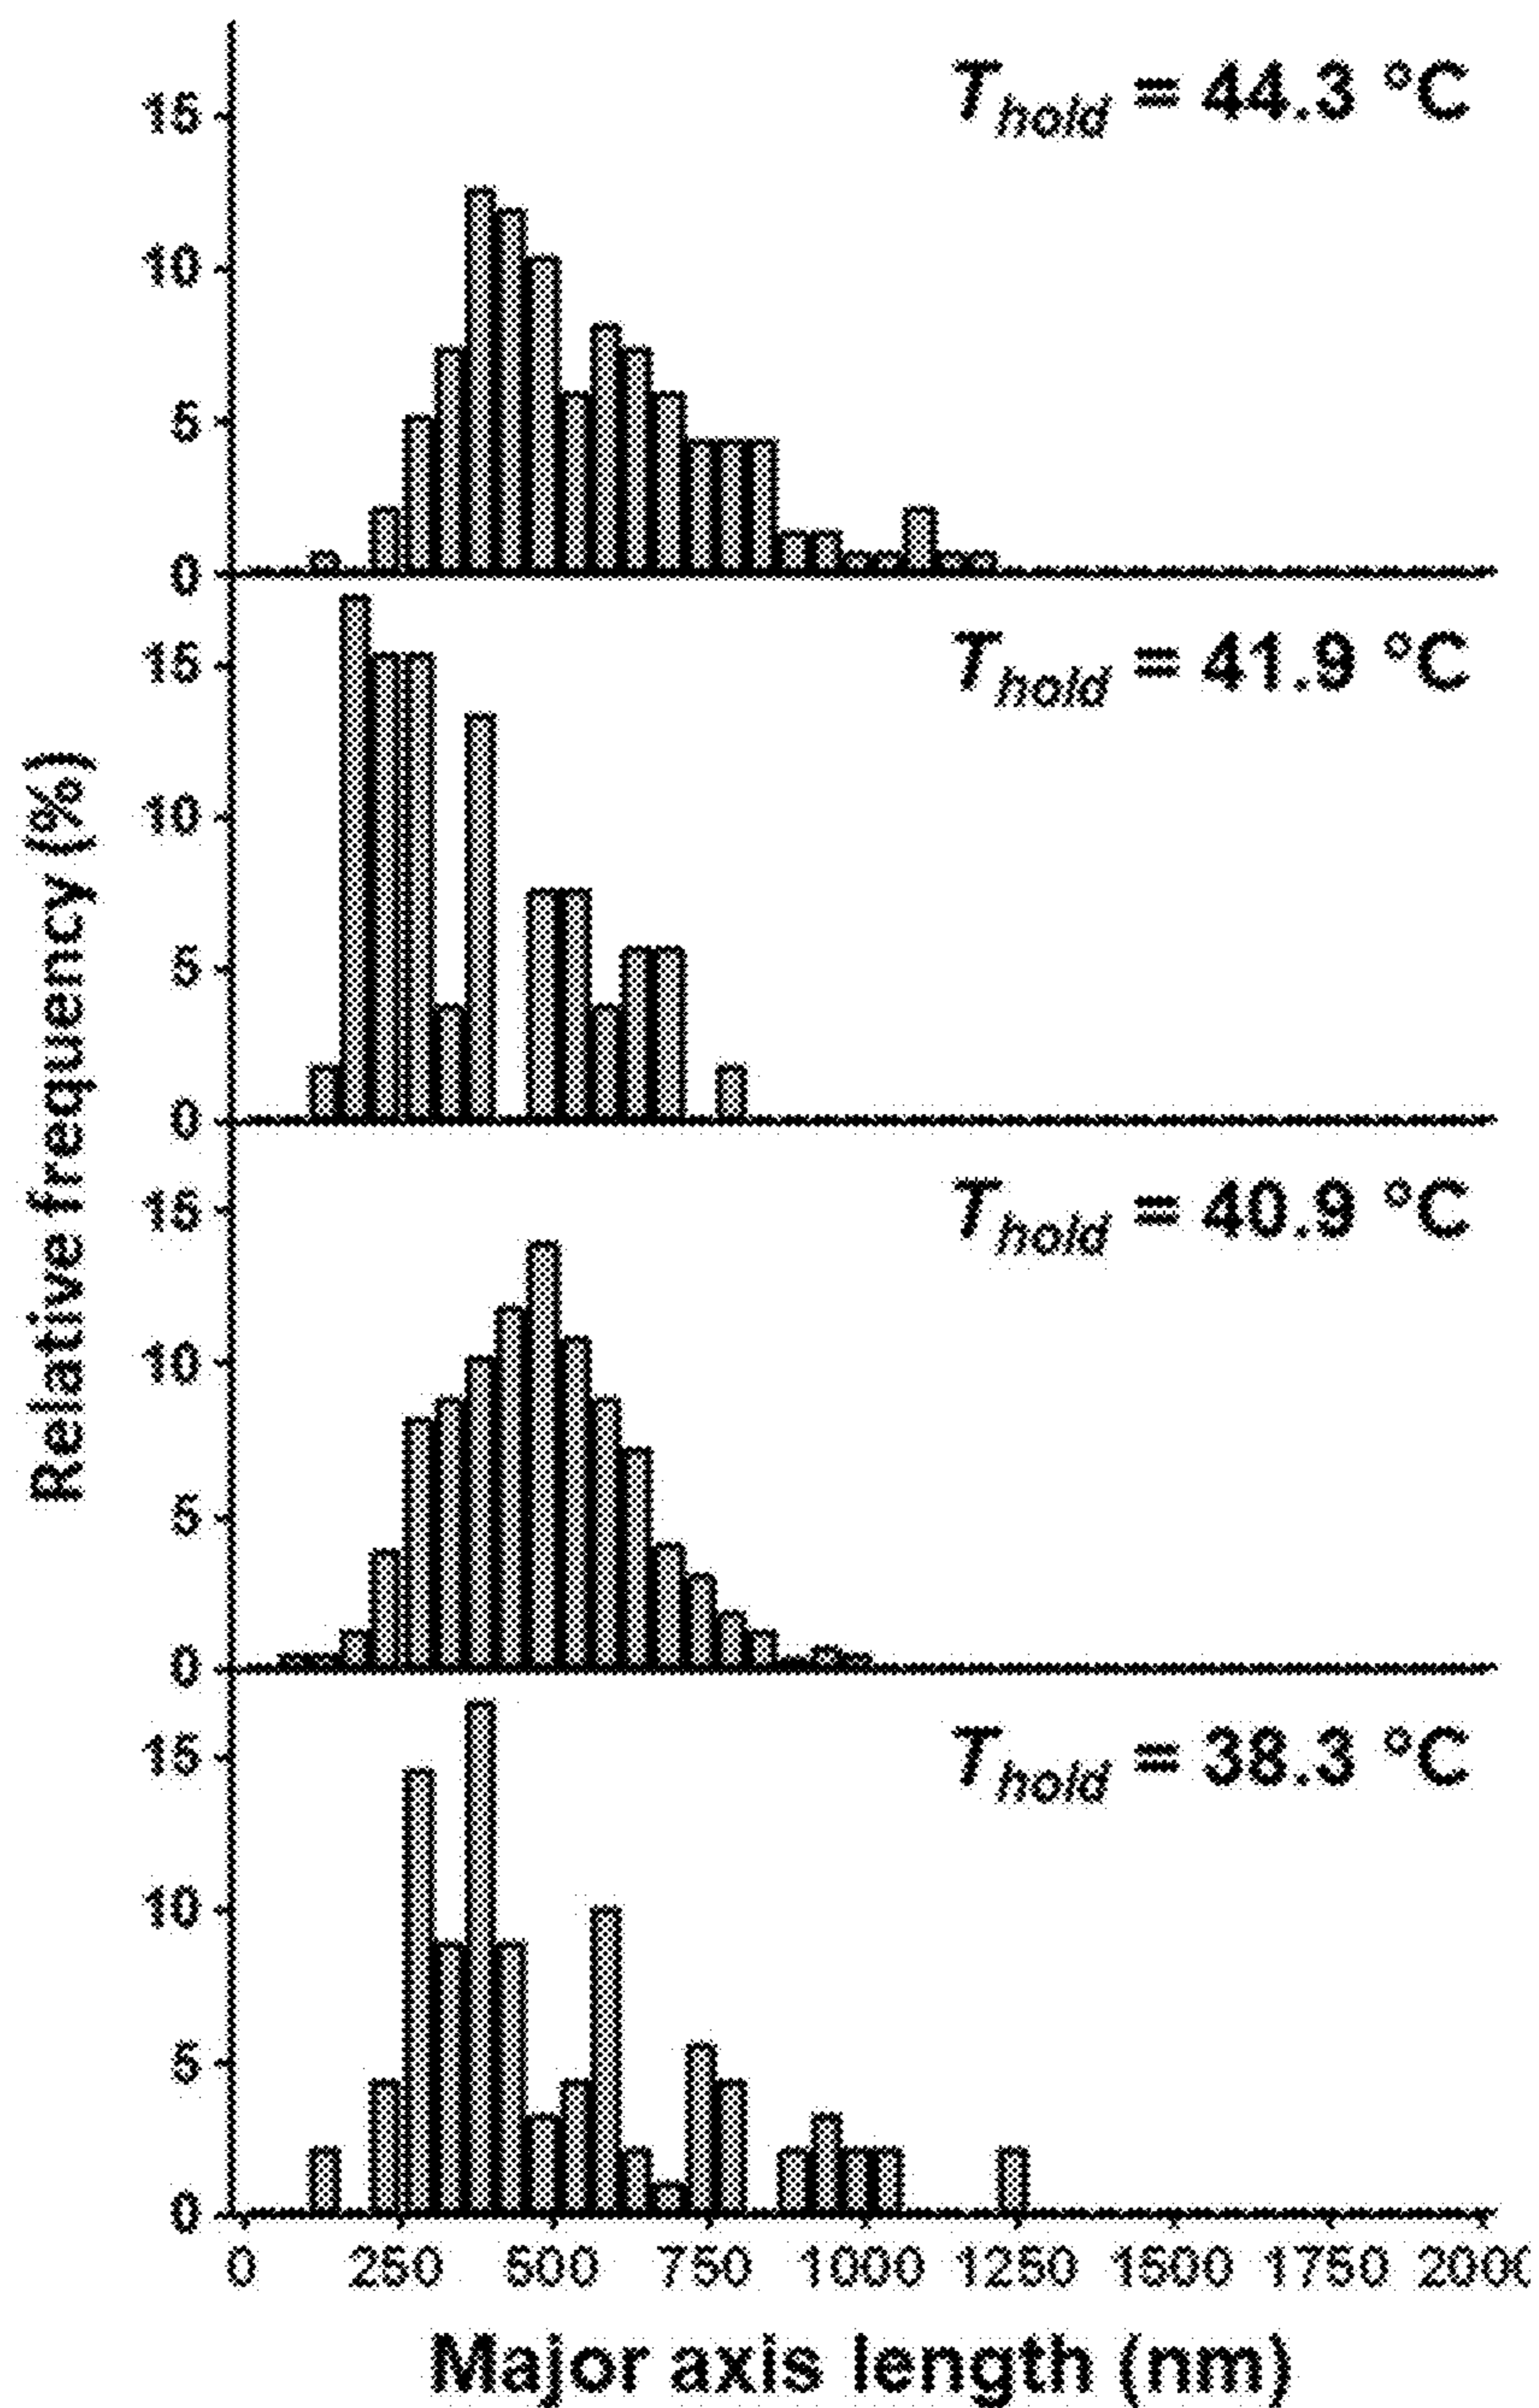 T_hold = 44.3 °C
15
10
5
0
T_hold = 41.9 °C
15
10
5
0
Relative frequency (%)
T_hold = 40.9 °C
15
10
5
0
T_hold = 38.3 °C
15
10
5
0
0 250 500 750 1000 1250 1500 1750 2000
Major axis length (nm)